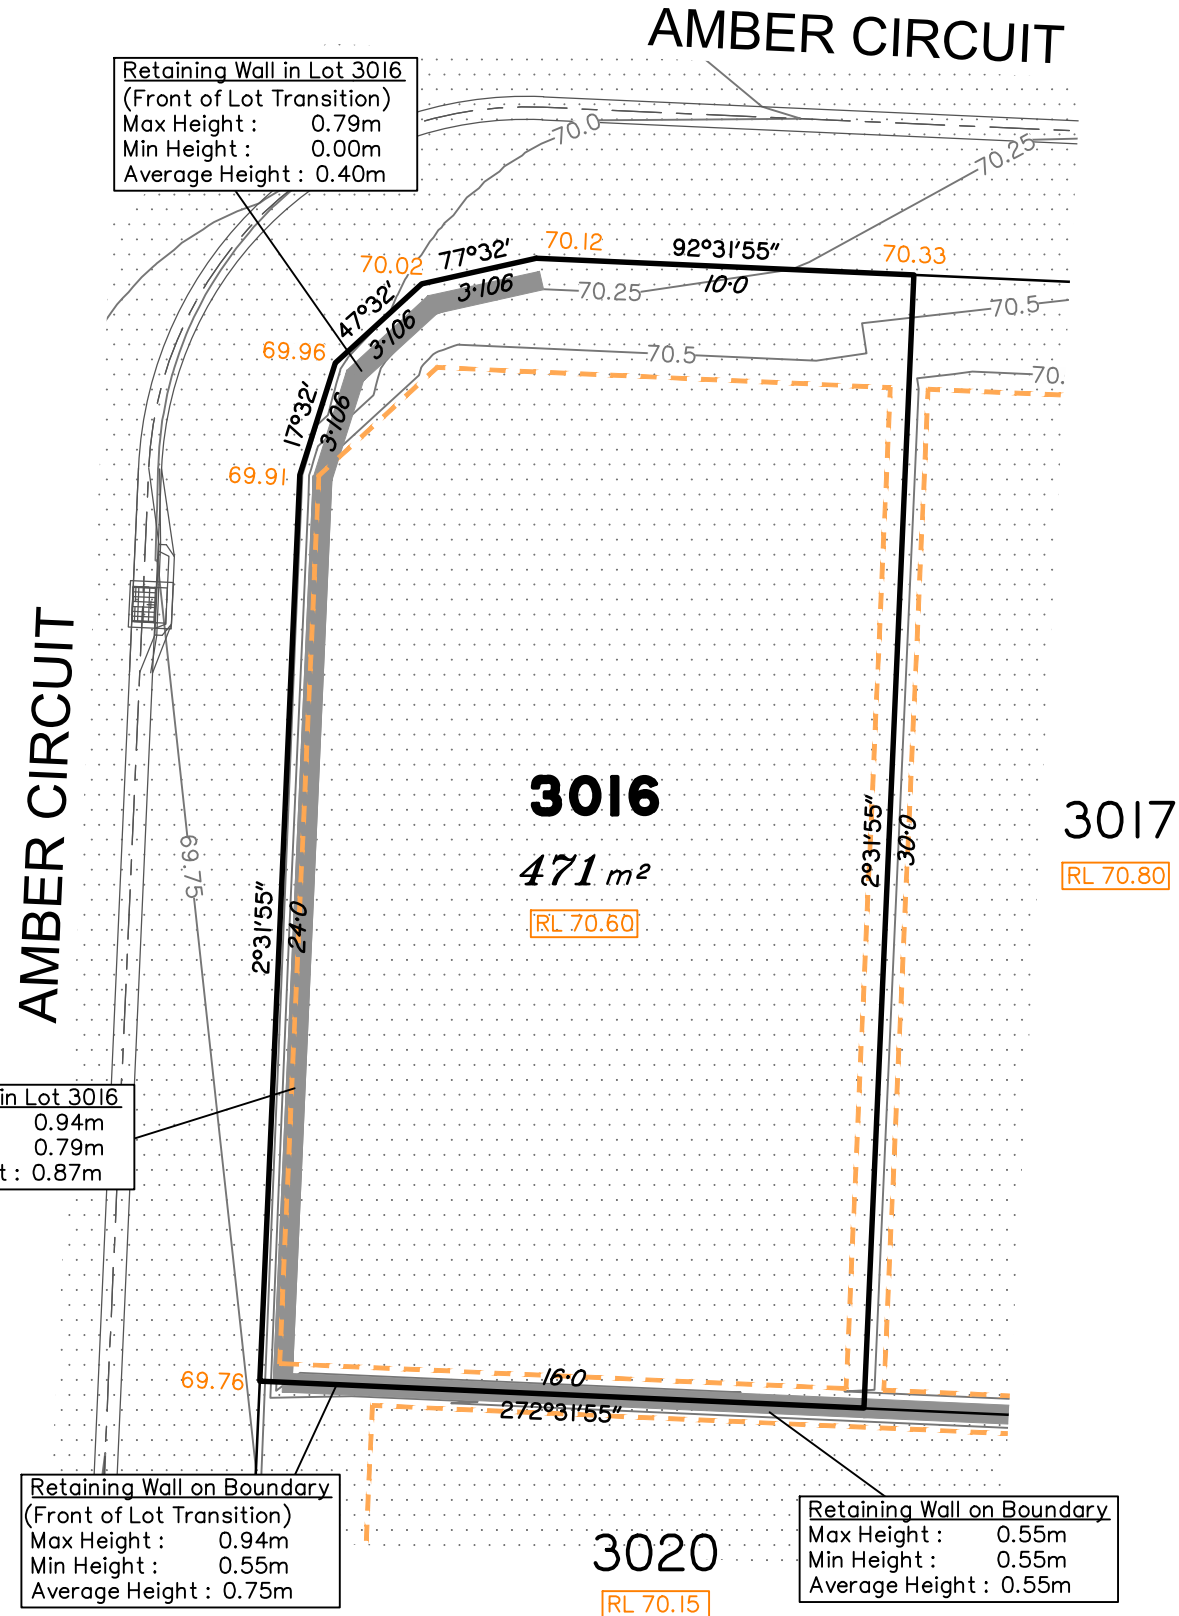 AMBER CIRCUIT
Retaining Wall in Lot 3016
(Front of Lot Transition)
Max Height : 0.79m
Min Height : 0.00m
Average Height : 0.40m
70.0
70.25
77°32'
70.12
92°31'55"
70.33
70.02
3·106
70.25
10·0
47°32'
3·106
70.5
69.96
70.5
70.
17°32'
3·106
69.91
AMBER CIRCUIT
3016
471 m²
RL 70.60
2°31'55"
30·0
3017
RL 70.80
69.75
2°31'55"
24·0
in Lot 3016
0.94m
0.79m
t : 0.87m
69.76
16·0
272°31'55"
Retaining Wall on Boundary
(Front of Lot Transition)
Max Height : 0.94m
Min Height : 0.55m
Average Height : 0.75m
3020
RL 70.15
Retaining Wall on Boundary
Max Height : 0.55m
Min Height : 0.55m
Average Height : 0.55m